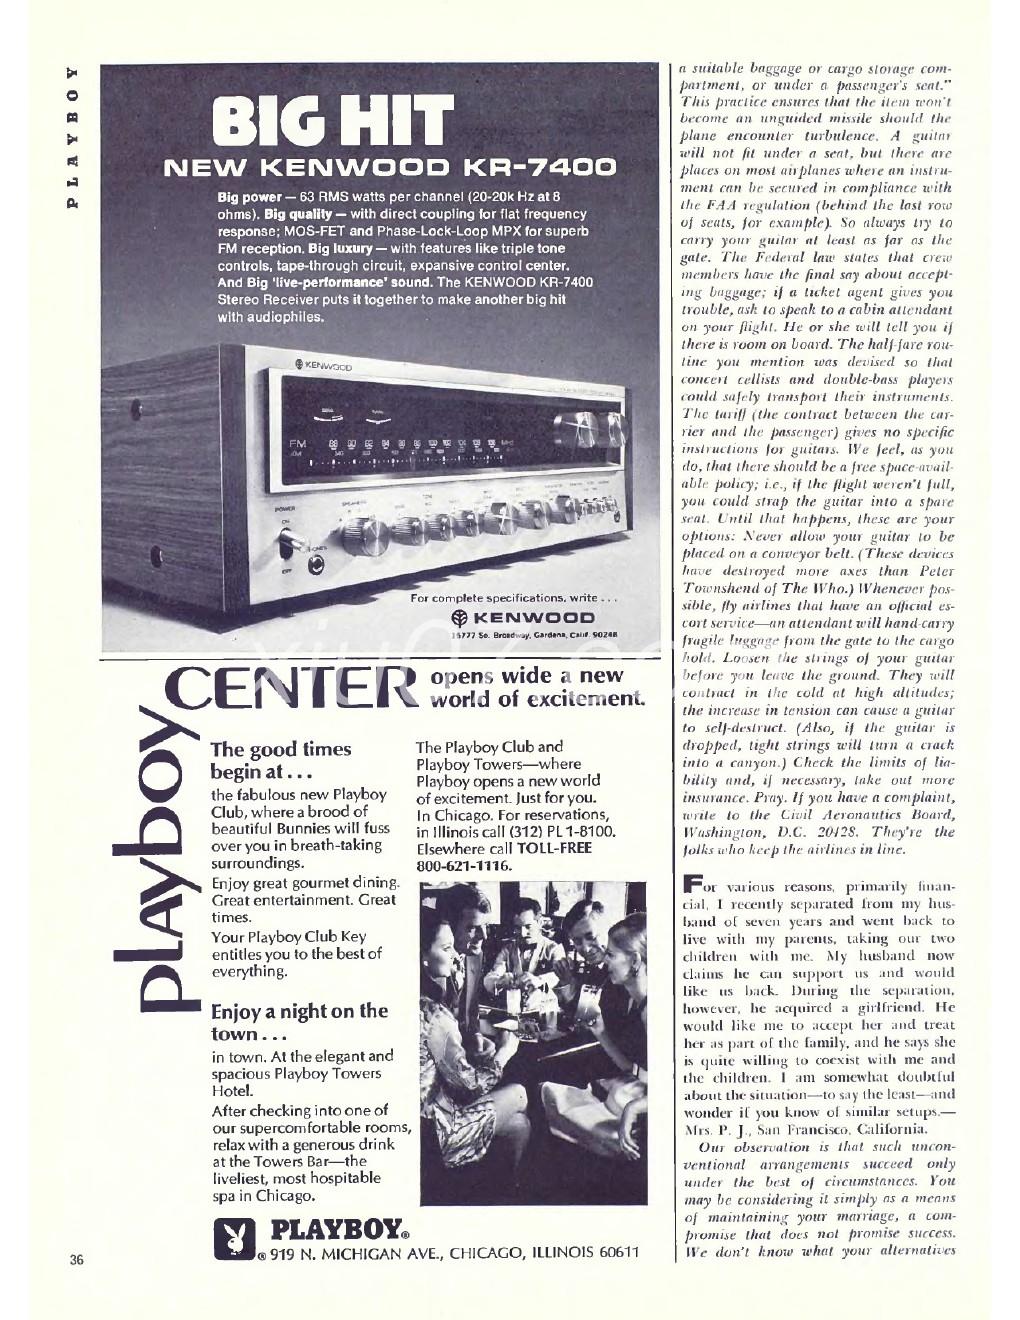 PLAYBOY
BIG HIT
NEW KENWOOD KR-7400
Big power — 63 RMS watts per channel (20-20k Hz at 8
ohms). Big quality — with direct coupling for flat frequency
response; MOS-FET and Phase-Lock-Loop MPX for superb
FM reception. Big luxury — with features like triple tone
controls, tape-through circuit, expansive control center.
And Big 'live-performance' sound. The KENWOOD KR-7400
Stereo Receiver puts it together to make another big hit
with audiophiles.
KENWOOD
FM
POWER
ON
OFF
For complete specifications, write ...
KENWOOD
15777 So. Broadway, Gardena, Calif. 90248
playboy
CENTER opens wide a new
world of excitement.
The good times
begin at...
the fabulous new Playboy
Club, where a brood of
beautiful Bunnies will fuss
over you in breath-taking
surroundings.
Enjoy great gourmet dining.
Great entertainment. Great
times.
Your Playboy Club Key
entitles you to the best of
everything.
Enjoy a night on the
town...
in town. At the elegant and
spacious Playboy Towers
Hotel.
After checking into one of
our supercomfortable rooms,
relax with a generous drink
at the Towers Bar—the
liveliest, most hospitable
spa in Chicago.
The Playboy Club and
Playboy Towers—where
Playboy opens a new world
of excitement. Just for you.
In Chicago. For reservations,
in Illinois call (312) PL 1-8100.
Elsewhere call TOLL-FREE
800-621-1116.
PLAYBOY®
® 919 N. MICHIGAN AVE., CHICAGO, ILLINOIS 60611
36
a suitable baggage or cargo storage com-
partment, or under a passenger's seat."
This practice ensures that the item won't
become an unguided missile should the
plane encounter turbulence. A guitar
will not fit under a seat, but there are
places on most airplanes where an instru-
ment can be secured in compliance with
the FAA regulation (behind the last row
of seats, for example). So always try to
carry your guitar at least as far as the
gate. The Federal law states that crew
members have the final say about accept-
ing baggage; if a ticket agent gives you
trouble, ask to speak to a cabin attendant
on your flight. He or she will tell you if
there is room on board. The half-fare rou-
tine you mention was devised so that
concert cellists and double-bass players
could safely transport their instruments.
The tariff (the contract between the car-
rier and the passenger) gives no specific
instructions for guitars. We feel, as you
do, that there should be a free space-avail-
able policy; i.e., if the flight weren't full,
you could strap the guitar into a spare
seat. Until that happens, these are your
options: Never allow your guitar to be
placed on a conveyor belt. (These devices
have destroyed more axes than Peter
Townshend of The Who.) Whenever pos-
sible, fly airlines that have an official es-
cort service—an attendant will hand-carry
fragile luggage from the gate to the cargo
hold. Loosen the strings of your guitar
before you leave the ground. They will
contract in the cold at high altitudes;
the increase in tension can cause a guitar
to self-destruct. (Also, if the guitar is
dropped, tight strings will turn a crack
into a canyon.) Check the limits of lia-
bility and, if necessary, take out more
insurance. Pray. If you have a complaint,
write to the Civil Aeronautics Board,
Washington, D.C. 20428. They're the
folks who keep the airlines in line.
For various reasons, primarily finan-
cial, I recently separated from my hus-
band of seven years and went back to
live with my parents, taking our two
children with me. My husband now
claims he can support us and would
like us back. During the separation,
however, he acquired a girlfriend. He
would like me to accept her and treat
her as part of the family, and he says she
is quite willing to coexist with me and
the children. I am somewhat doubtful
about the situation—to say the least—and
wonder if you know of similar setups.—
Mrs. P. J., San Francisco, California.
Our observation is that such uncon-
ventional arrangements succeed only
under the best of circumstances. You
may be considering it simply as a means
of maintaining your marriage, a com-
promise that does not promise success.
We don't know what your alternatives